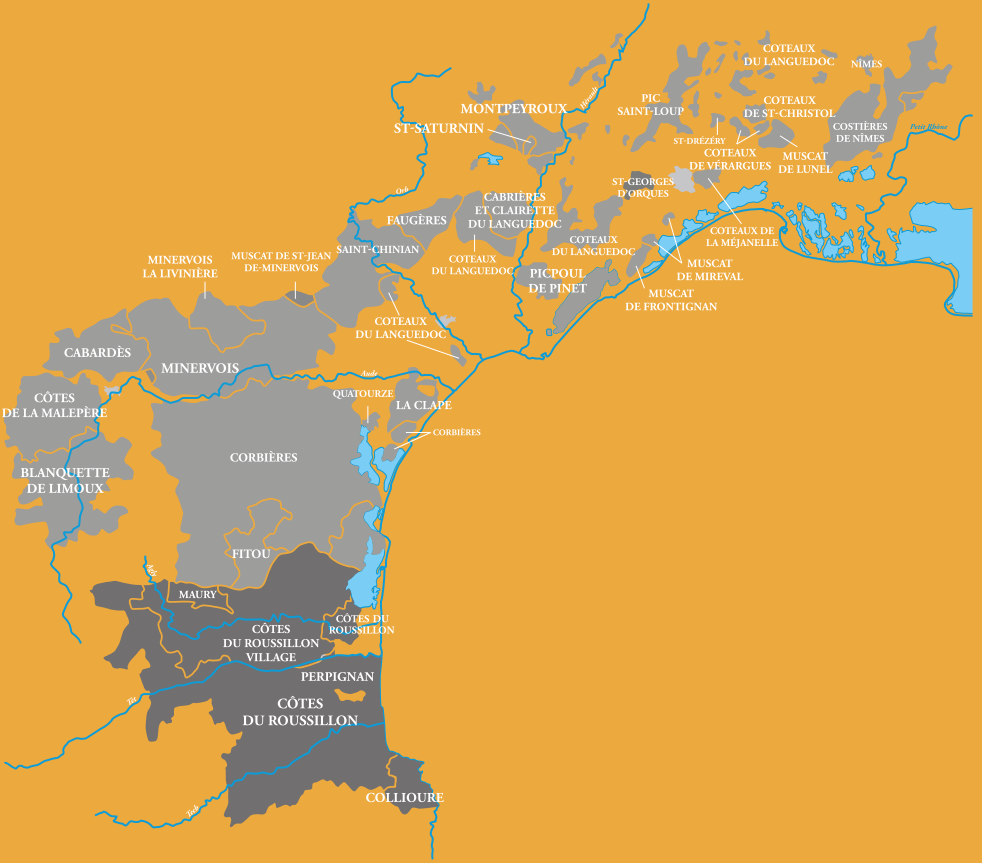 COTEAUX
DU LANGUEDOC
NÎMES
MONTPEYROUX
Hérault
PIC
SAINT-LOUP
COTEAUX
DE ST-CHRISTOL
ST-SATURNIN
COSTIÈRES
DE NÎMES
Petit Rhône
ST-DRÉZÉRY
COTEAUX
DE VÉRARGUES
MUSCAT
DE LUNEL
Orb
ST-GEORGES
D'ORQUES
CABRIÈRES
ET CLAIRETTE
DU LANGUEDOC
FAUGÈRES
COTEAUX DE
LA MÉJANELLE
COTEAUX
DU LANGUEDOC
SAINT-CHINIAN
MUSCAT DE ST-JEAN
DE-MINERVOIS
MINERVOIS
LA LIVINIÈRE
COTEAUX
DU LANGUEDOC
PICPOUL
DE PINET
MUSCAT
DE MIREVAL
MUSCAT
DE FRONTIGNAN
COTEAUX
DU LANGUEDOC
CABARDÈS
MINERVOIS
Aude
CÔTES
DE LA MALEPÈRE
QUATOURZE
LA CLAPE
CORBIÈRES
CORBIÈRES
BLANQUETTE
DE LIMOUX
FITOU
Agly
MAURY
CÔTES DU
ROUSSILLON
CÔTES
DU ROUSSILLON
VILLAGE
PERPIGNAN
Tet
CÔTES
DU ROUSSILLON
COLLIOURE
Tech